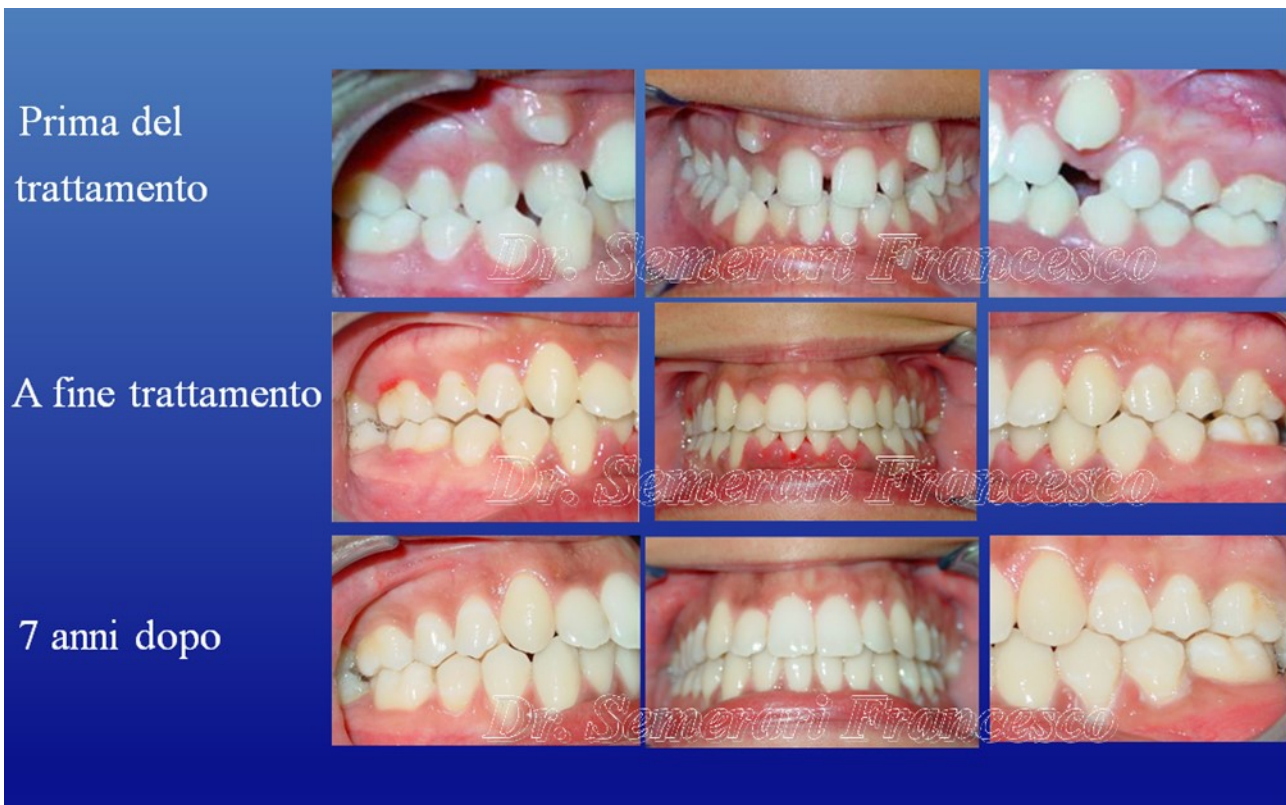 Prima del
trattamento
Dr. Semerari Francesco
A fine trattamento
Dr. Semerari Francesco
7 anni dopo
Dr. Semerari Francesco